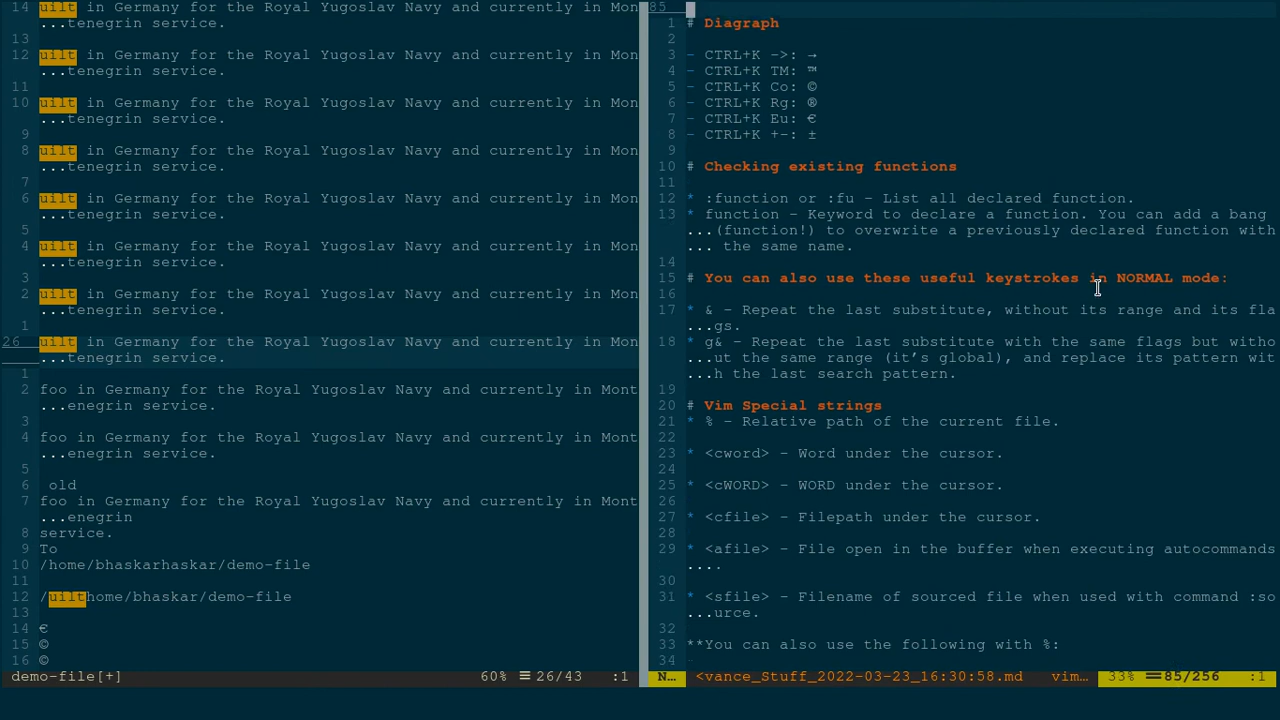 14 uilt in Germany for the Royal Yugoslav Navy and currently in Mon
...tenegrin service.
13
12 uilt in Germany for the Royal Yugoslav Navy and currently in Mon
...tenegrin service.
11
10 uilt in Germany for the Royal Yugoslav Navy and currently in Mon
...tenegrin service.
9
8 uilt in Germany for the Royal Yugoslav Navy and currently in Mon
...tenegrin service.
7
6 uilt in Germany for the Royal Yugoslav Navy and currently in Mon
...tenegrin service.
5
4 uilt in Germany for the Royal Yugoslav Navy and currently in Mon
...tenegrin service.
3
2 uilt in Germany for the Royal Yugoslav Navy and currently in Mon
...tenegrin service.
1
26 uilt in Germany for the Royal Yugoslav Navy and currently in Mon
...tenegrin service.
1
2 foo in Germany for the Royal Yugoslav Navy and currently in Mont
...enegrin service.
3
4 foo in Germany for the Royal Yugoslav Navy and currently in Mont
...enegrin service.
5
6 old
7 foo in Germany for the Royal Yugoslav Navy and currently in Mont
...enegrin
8 service.
9 To
10 /home/bhaskarhaskar/demo-file
11
12 /uilthome/bhaskar/demo-file
13
14 €
15 ©
16 ©
demo-file[+] 60% ☰ 26/43 :1
85
1 # Diagraph
2
3 - CTRL+K ->: →
4 - CTRL+K TM: ™
5 - CTRL+K Co: ©
6 - CTRL+K Rg: ®
7 - CTRL+K Eu: €
8 - CTRL+K +-: ±
9
10 # Checking existing functions
11
12 * :function or :fu - List all declared function.
13 * function - Keyword to declare a function. You can add a bang
...(function!) to overwrite a previously declared function with
... the same name.
14
15 # You can also use these useful keystrokes in NORMAL mode:
16
17 * & - Repeat the last substitute, without its range and its fla
...gs.
18 * g& - Repeat the last substitute with the same flags but witho
...ut the same range (it’s global), and replace its pattern wit
...h the last search pattern.
19
20 # Vim Special strings
21 * % - Relative path of the current file.
22
23 * <cword> - Word under the cursor.
24
25 * <cWORD> - WORD under the cursor.
26
27 * <cfile> - Filepath under the cursor.
28
29 * <afile> - File open in the buffer when executing autocommands
....
30
31 * <sfile> - Filename of sourced file when used with command :so
...urce.
32
33 **You can also use the following with %:
34
N… <vance_Stuff_2022-03-23_16:30:58.md vim… 33% ☰ 85/256 :1